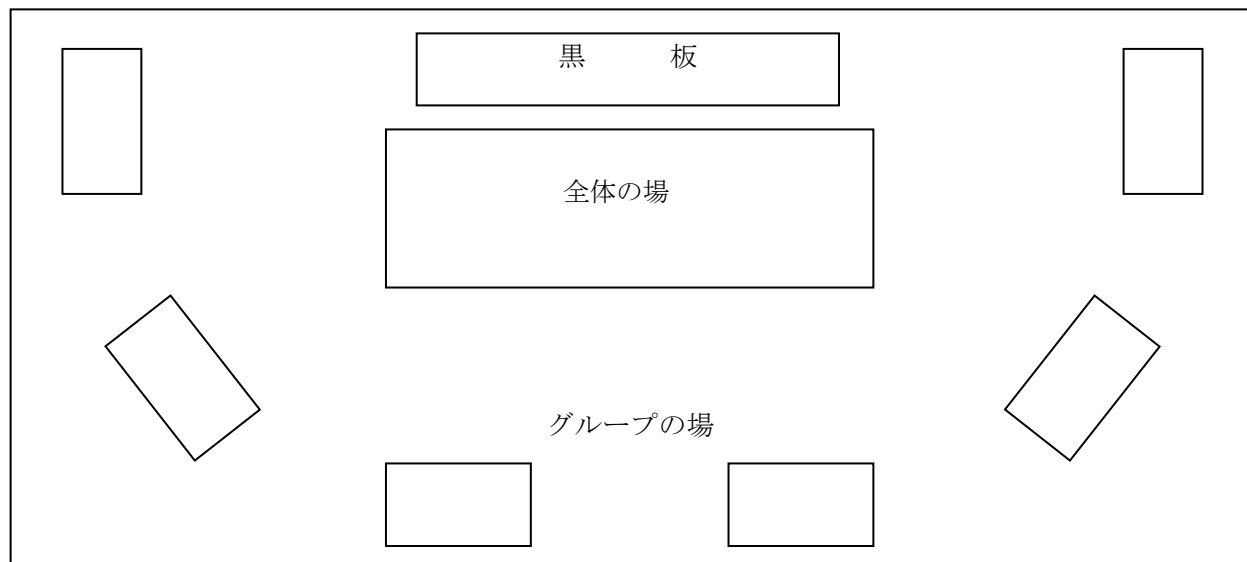 黒　　板
全体の場
グループの場